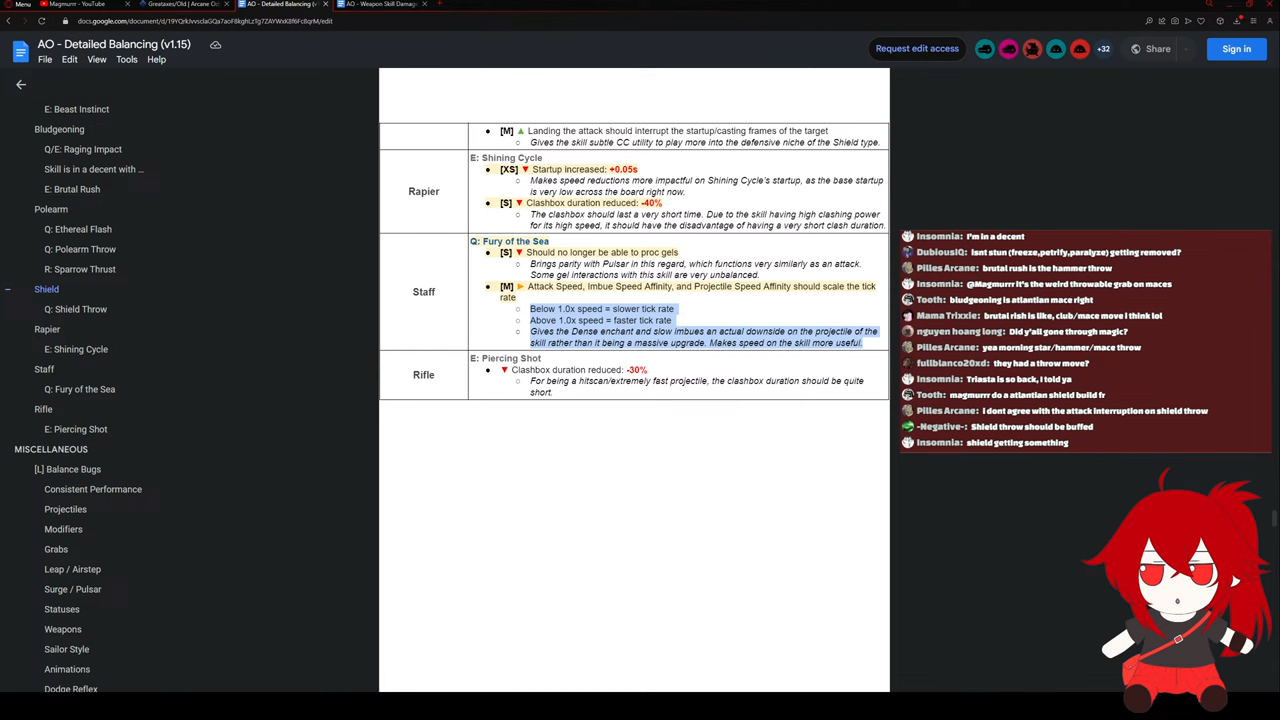 Menu
Magmurrr - YouTube
Greataxes/Old | Arcane Od
AO - Detailed Balancing (v1
AO - Weapon Skill Damag
AO - Detailed Balancing (v1.15)
File Edit View Tools Help
Request edit access
+32
Share
Sign in
E: Beast Instinct
Bludgeoning
Q/E: Raging Impact
Skill is in a decent with ...
E: Brutal Rush
Polearm
Q: Ethereal Flash
Q: Polearm Throw
R: Sparrow Thrust
Shield
Q: Shield Throw
Rapier
E: Shining Cycle
Staff
Q: Fury of the Sea
Rifle
E: Piercing Shot
MISCELLANEOUS
[L] Balance Bugs
Consistent Performance
Projectiles
Modifiers
Grabs
Leap / Airstep
Surge / Pulsar
Statuses
Weapons
Sailor Style
Animations
Dodge Reflex
● [M] ▲ Landing the attack should interrupt the startup/casting frames of the target
○ Gives the skill subtle CC utility to play more into the defensive niche of the Shield type.
Rapier
E: Shining Cycle
● [XS] ▼ Startup increased: +0.05s
○ Makes speed reductions more impactful on Shining Cycle's startup, as the base startup
is very low across the board right now.
● [S] ▼ Clashbox duration reduced: -40%
○ The clashbox should last a very short time. Due to the skill having high clashing power
for its high speed, it should have the disadvantage of having a very short clash duration.
Staff
Q: Fury of the Sea
● [S] ▼ Should no longer be able to proc gels
○ Brings parity with Pulsar in this regard, which functions very similarly as an attack.
Some gel interactions with this skill are very unbalanced.
● [M] ► Attack Speed, Imbue Speed Affinity, and Projectile Speed Affinity should scale the tick
rate
○ Below 1.0x speed = slower tick rate
○ Above 1.0x speed = faster tick rate
○ Gives the Dense enchant and slow imbues an actual downside on the projectile of the
skill rather than it being a massive upgrade. Makes speed on the skill more useful.
Rifle
E: Piercing Shot
● ▼ Clashbox duration reduced: -30%
○ For being a hitscan/extremely fast projectile, the clashbox duration should be quite
short.
Insomnia: I'm in a decent
DubiousIQ: isnt stun (freeze,petrify,paralyze) getting removed?
Pilles Arcane: brutal rush is the hammer throw
Insomnia: @Magmurrr it's the weird throwable grab on maces
Tooth: bludgeoning is atlantian mace right
Mama Trixxie: brutal rish is like, club/mace move I think lol
nguyen hoang long: Did y'all gone through magic?
Pilles Arcane: yea morning star/hammer/mace throw
fullblanco20xd: they had a throw move?
Insomnia: Triasta is so back, I told ya
Tooth: magmurrr do a atlantian shield build fr
Pilles Arcane: I dont agree with the attack interruption on shield throw
-Negative-: Shield throw should be buffed
Insomnia: shield getting something